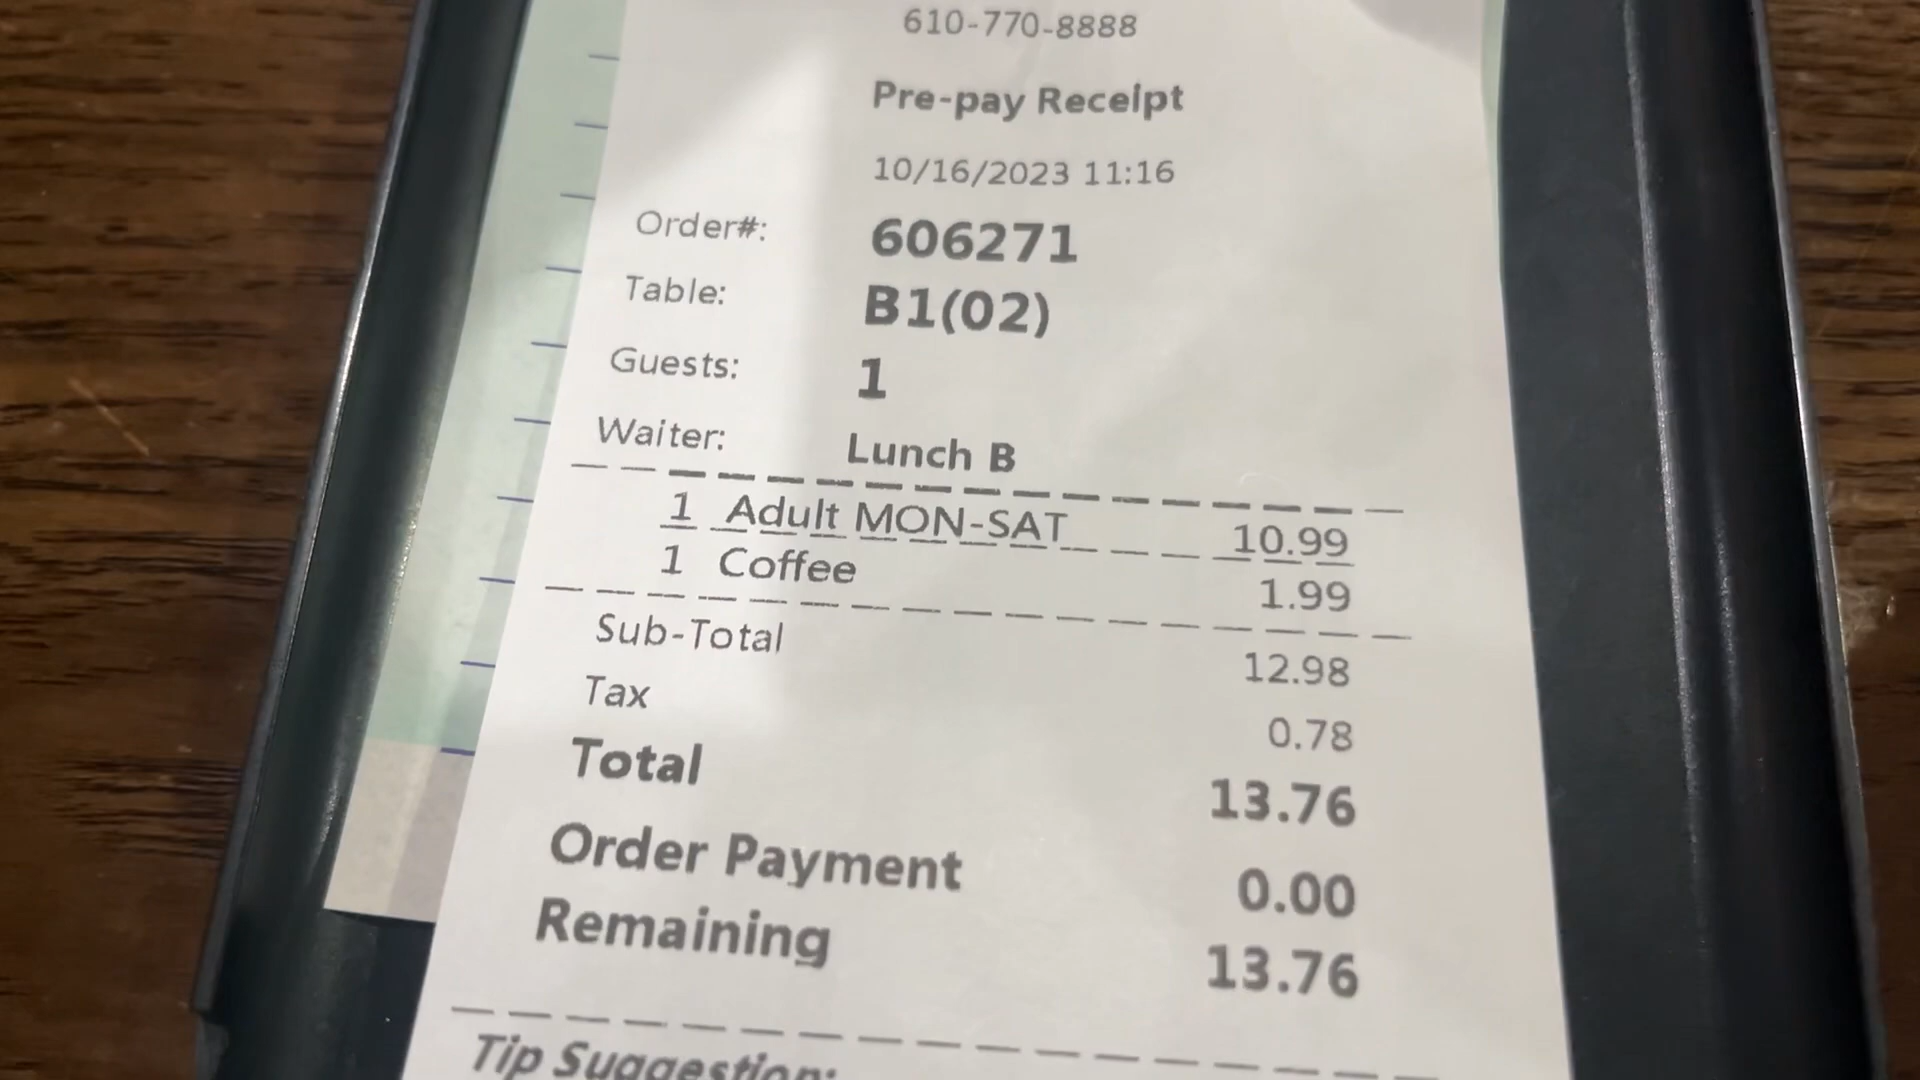 610-770-8888
Pre-pay Receipt
10/16/2023 11:16
Order#: 606271
Table: B1(02)
Guests: 1
Waiter: Lunch B
1 Adult MON-SAT 10.99
1 Coffee 1.99
Sub-Total 12.98
Tax 0.78
Total 13.76
Order Payment 0.00
Remaining 13.76
Tip Suggestion: